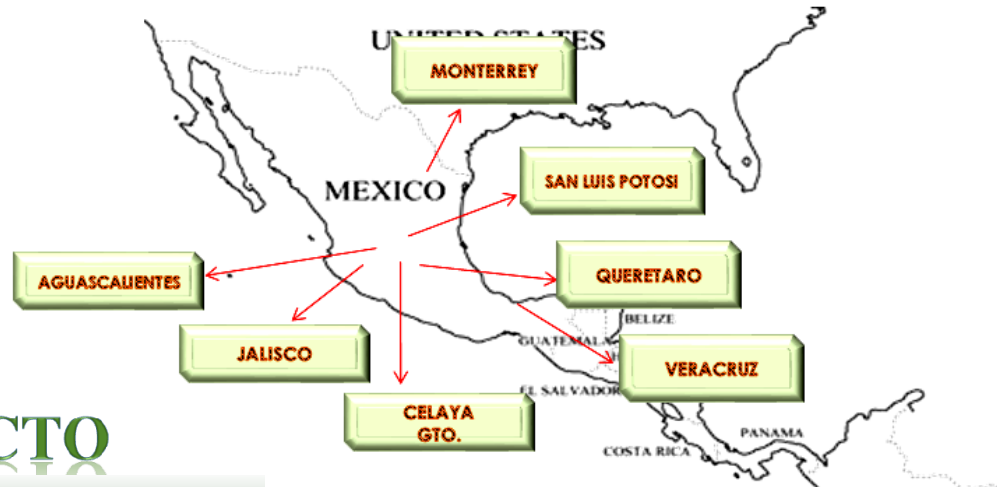 UNITED STATES
MONTERREY
SAN LUIS POTOSI
MEXICO
AGUASCALIENTES
QUERETARO
BELIZE
GUATEMALA
JALISCO
VERACRUZ
EL SALVADOR
CELAYA
GTO.
CTO
PANAMA
COSTA RICA